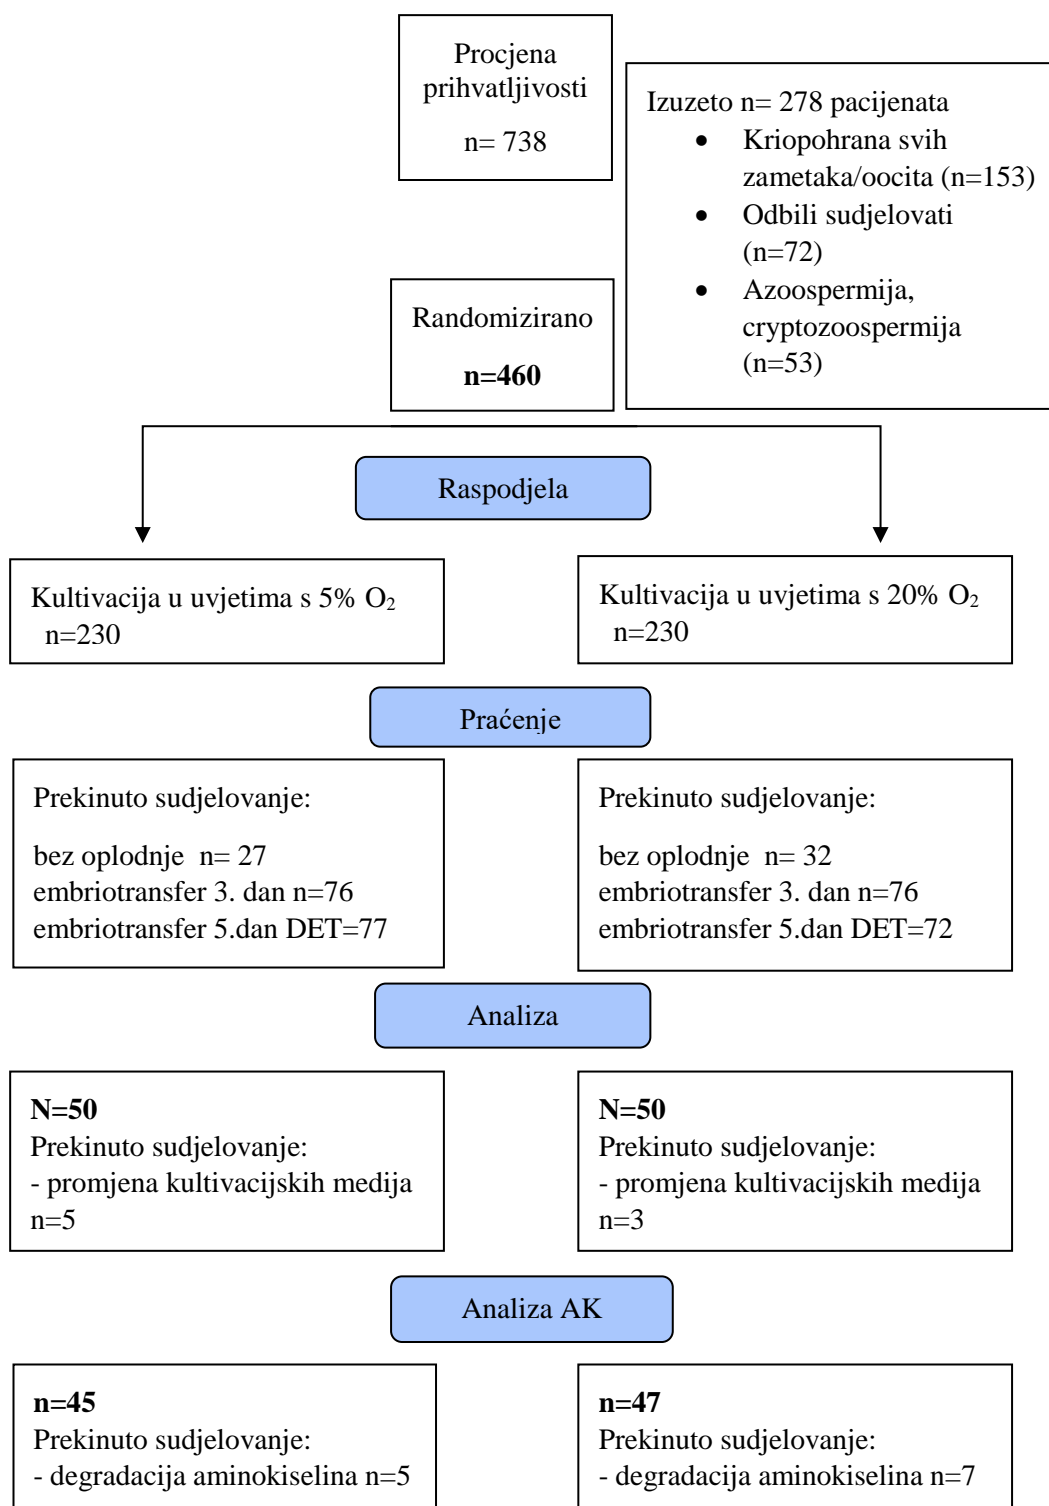 Procjena
prihvatljivosti
n= 738
Izuzeto n= 278 pacijenata
• Kriopohrana svih
zametaka/oocita (n=153)
• Odbili sudjelovati
(n=72)
• Azoospermija,
cryptozoospermija
(n=53)
Randomizirano
n=460
Raspodjela
Kultivacija u uvjetima s 5% O₂
n=230
Kultivacija u uvjetima s 20% O₂
n=230
Praćenje
Prekinuto sudjelovanje:
bez oplodnje n= 27
embriotransfer 3. dan n=76
embriotransfer 5.dan DET=77
Prekinuto sudjelovanje:
bez oplodnje n= 32
embriotransfer 3. dan n=76
embriotransfer 5.dan DET=72
Analiza
N=50
Prekinuto sudjelovanje:
- promjena kultivacijskih medija
n=5
N=50
Prekinuto sudjelovanje:
- promjena kultivacijskih medija
n=3
Analiza AK
n=45
Prekinuto sudjelovanje:
- degradacija aminokiselina n=5
n=47
Prekinuto sudjelovanje:
- degradacija aminokiselina n=7